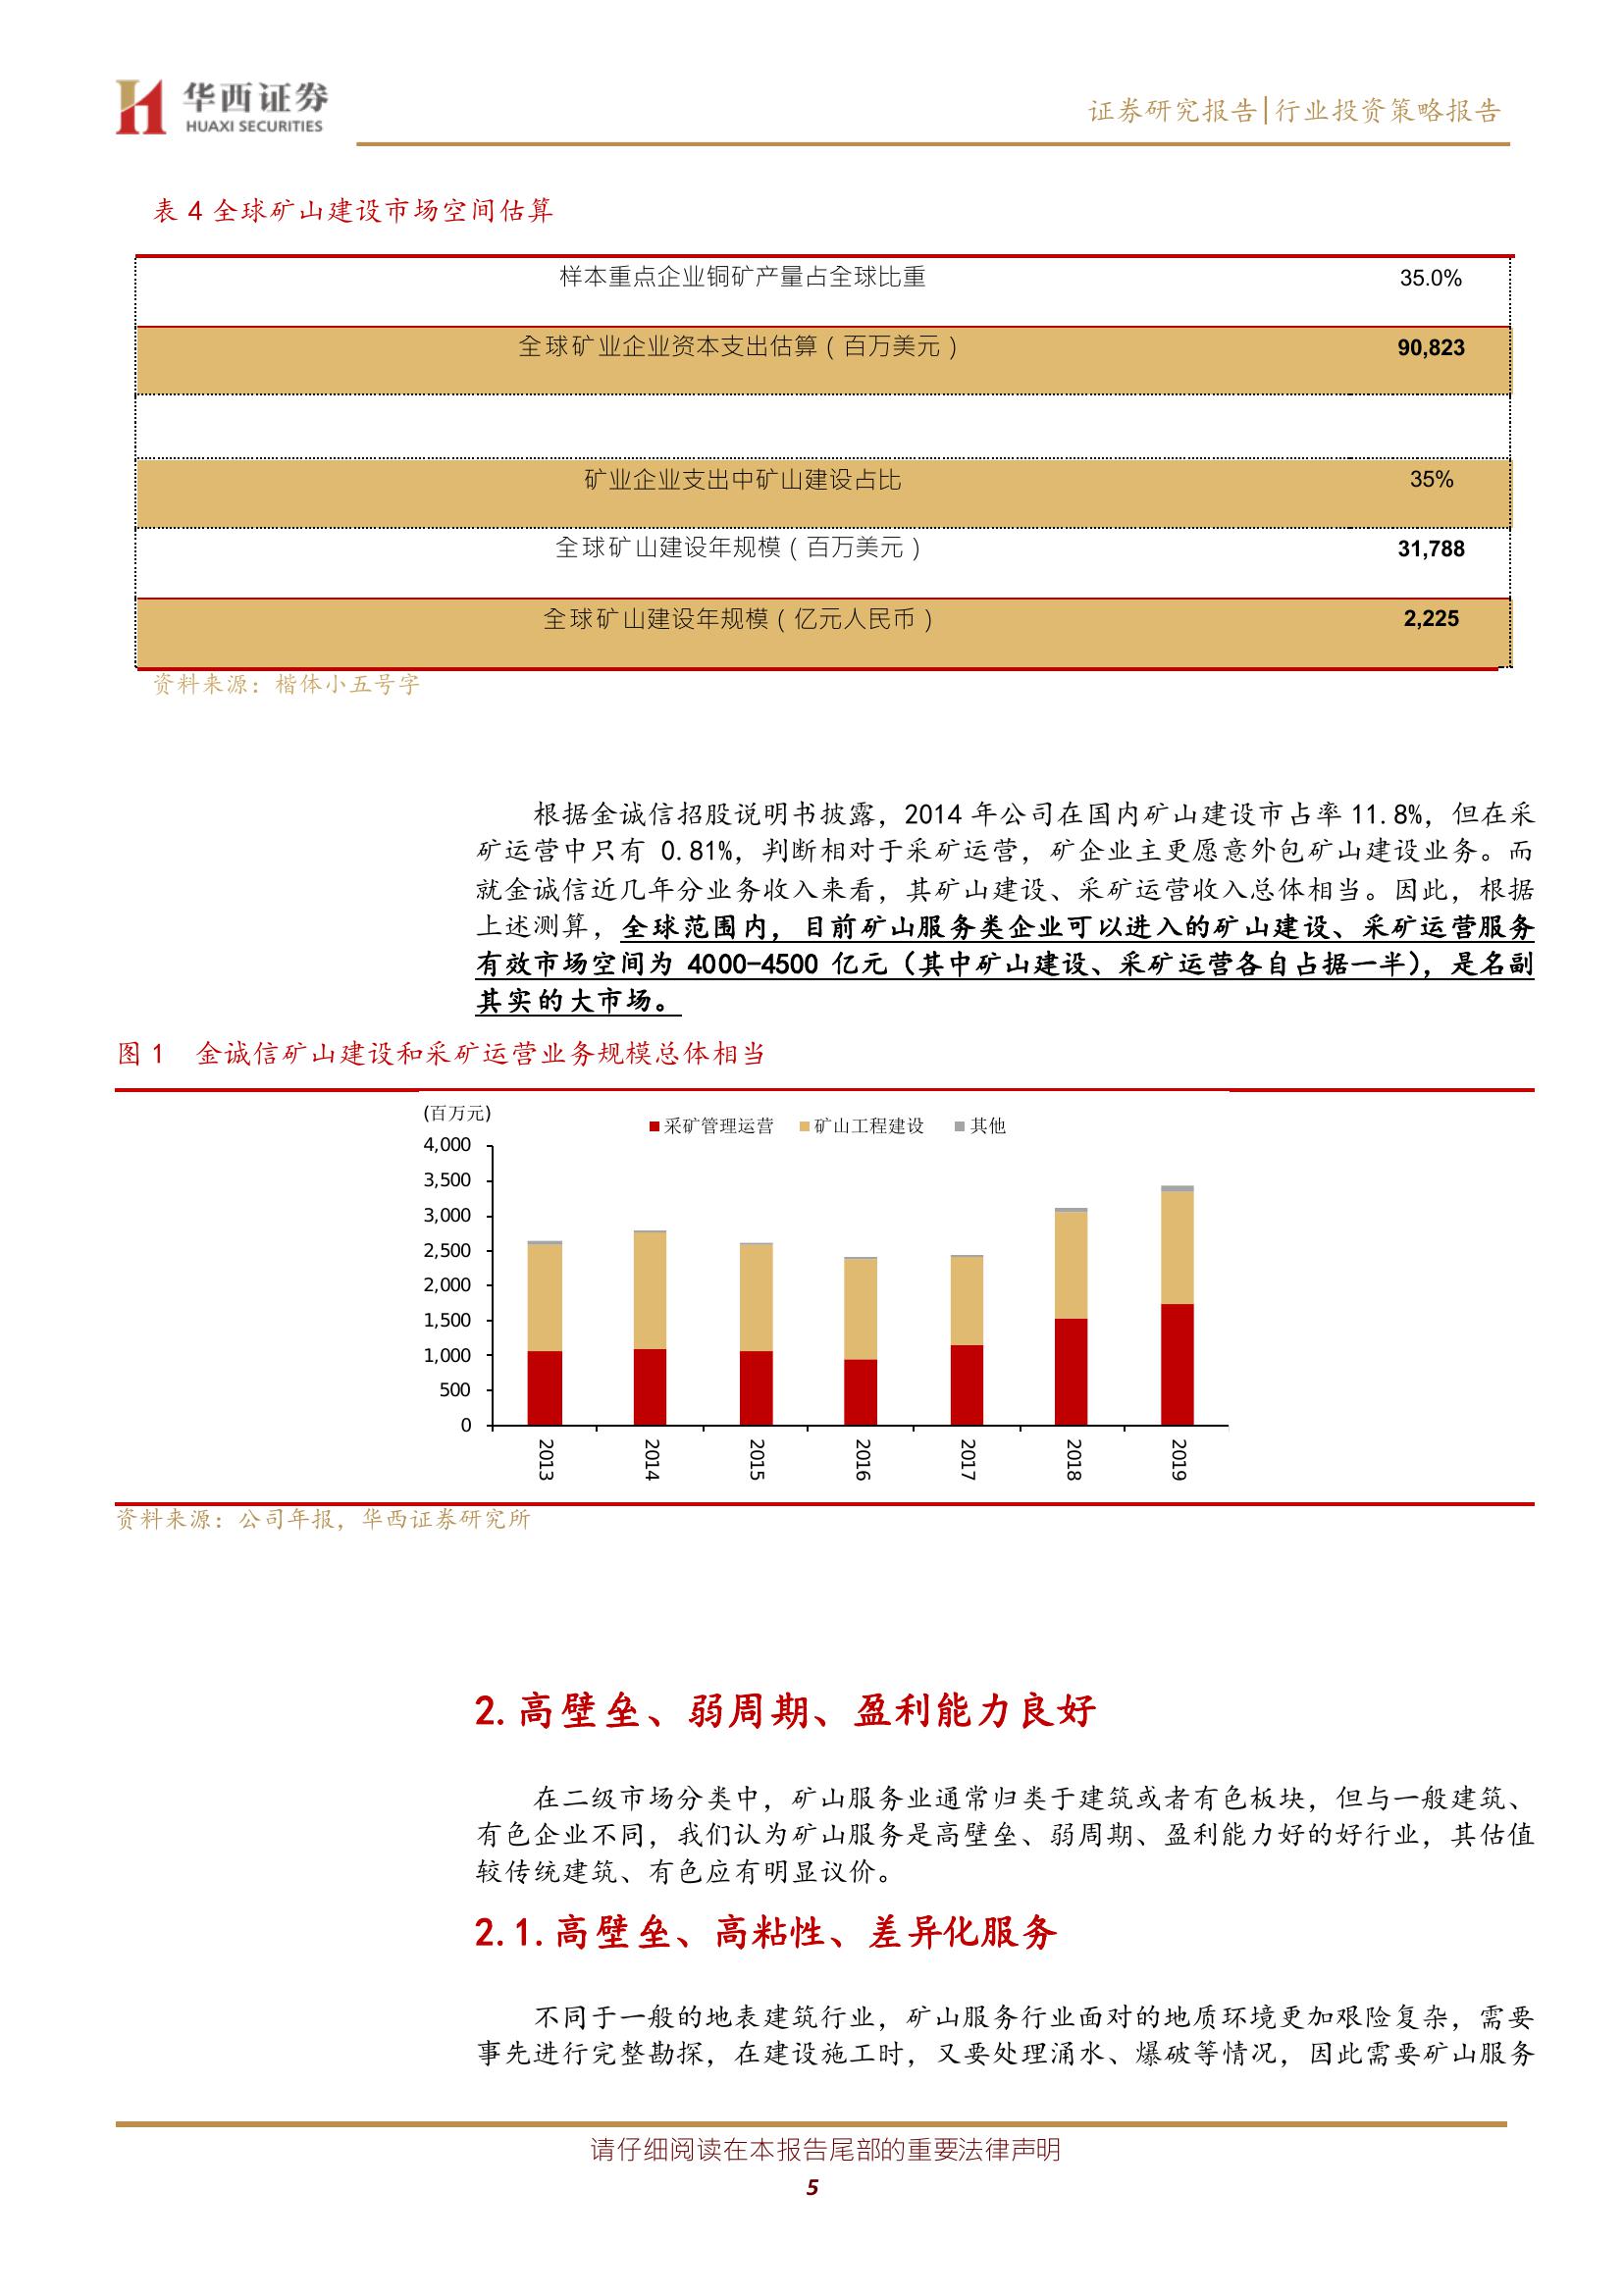 华西证券
HUAXI SECURITIES
证券研究报告|行业投资策略报告
表 4 全球矿山建设市场空间估算
样本重点企业铜矿产量占全球比重 35.0%
全球矿业企业资本支出估算（百万美元） 90,823
矿业企业支出中矿山建设占比 35%
全球矿山建设年规模（百万美元） 31,788
全球矿山建设年规模（亿元人民币） 2,225
资料来源：楷体小五号字
根据金诚信招股说明书披露，2014 年公司在国内矿山建设市占率 11.8%，但在采
矿运营中只有 0.81%，判断相对于采矿运营，矿企业主更愿意外包矿山建设业务。而
就金诚信近几年分业务收入来看，其矿山建设、采矿运营收入总体相当。因此，根据
上述测算，全球范围内，目前矿山服务类企业可以进入的矿山建设、采矿运营服务
有效市场空间为 4000-4500 亿元（其中矿山建设、采矿运营各自占据一半），是名副
其实的大市场。
图 1 金诚信矿山建设和采矿运营业务规模总体相当
(百万元)
采矿管理运营 矿山工程建设 其他
4,000
3,500
3,000
2,500
2,000
1,500
1,000
500
0
2013 2014 2015 2016 2017 2018 2019
资料来源：公司年报，华西证券研究所
2.高壁垒、弱周期、盈利能力良好
在二级市场分类中，矿山服务业通常归类于建筑或者有色板块，但与一般建筑、
有色企业不同，我们认为矿山服务是高壁垒、弱周期、盈利能力好的好行业，其估值
较传统建筑、有色应有明显议价。
2.1.高壁垒、高粘性、差异化服务
不同于一般的地表建筑行业，矿山服务行业面对的地质环境更加艰险复杂，需要
事先进行完整勘探，在建设施工时，又要处理涌水、爆破等情况，因此需要矿山服务
请仔细阅读在本报告尾部的重要法律声明
5